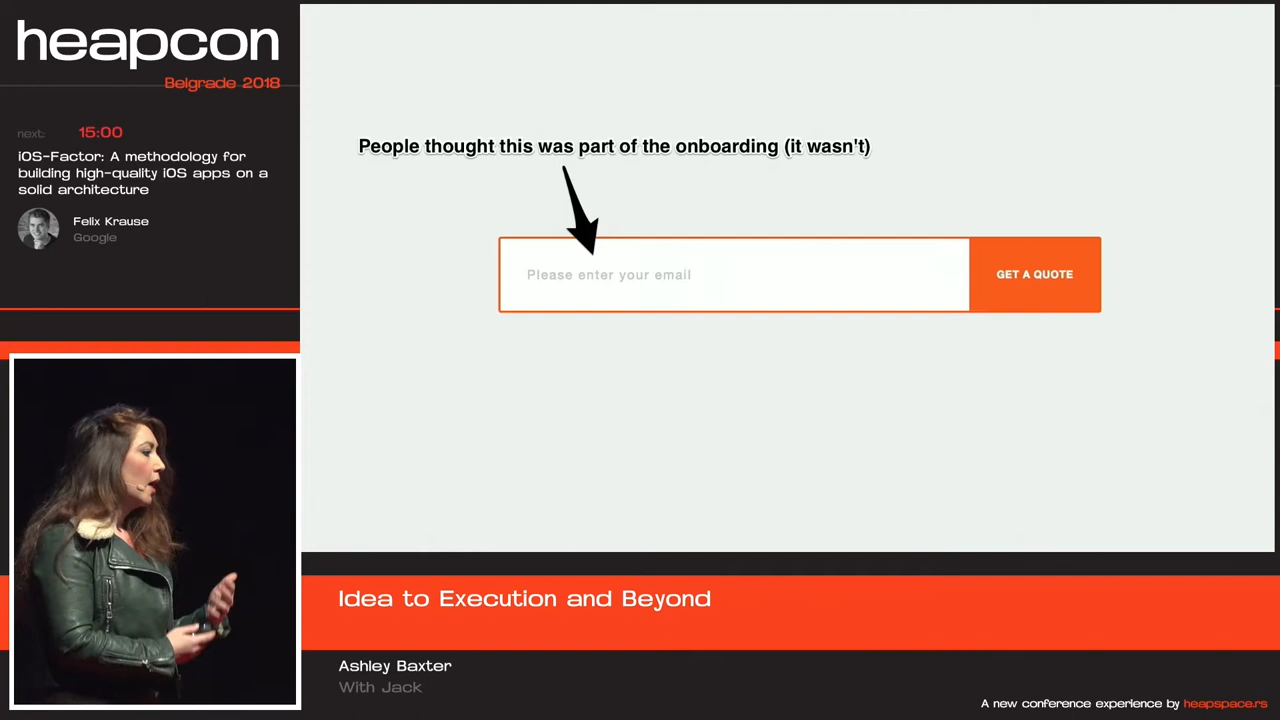 heapcon
Belgrade 2018
next: 15:00
iOS-Factor: A methodology for
building high-quality iOS apps on a
solid architecture
Felix Krause
Google
People thought this was part of the onboarding (it wasn't)
Please enter your email
GET A QUOTE
Idea to Execution and Beyond
Ashley Baxter
With Jack
A new conference experience by heapspace.rs